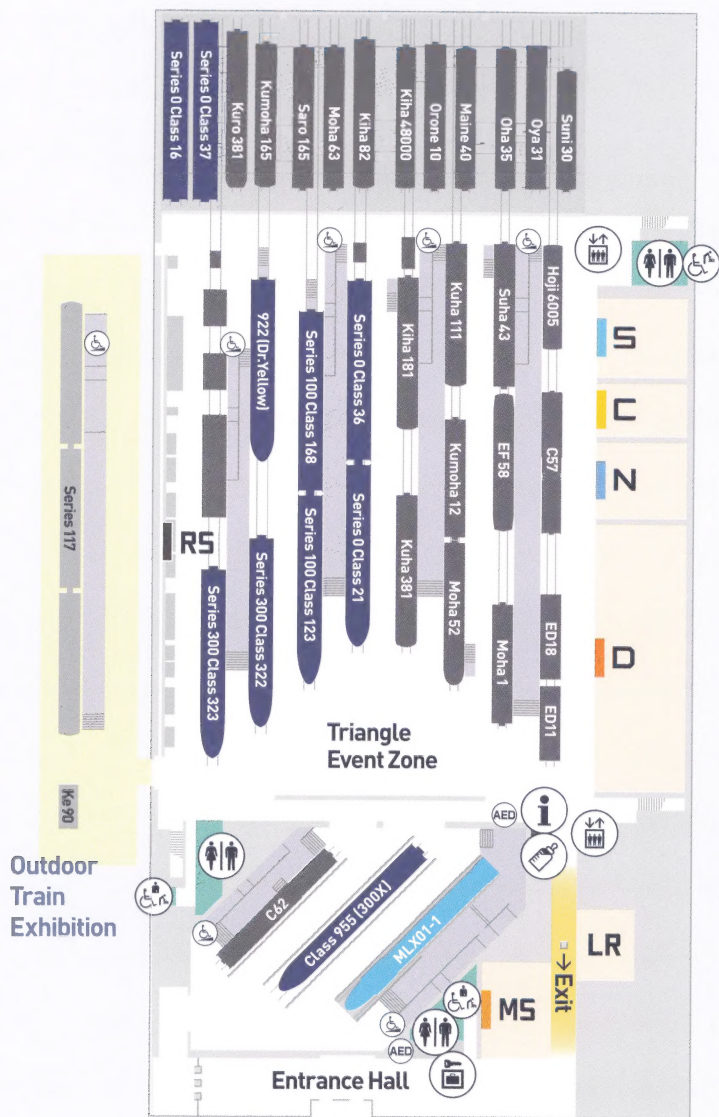 Series 0 Class 16
Series 0 Class 37
Kuro 381
Kumoha 165
Saro 165
Moha 63
Kiha 82
Kiha 48000
Orone 10
Maine 40
Oha 35
Oya 31
Suni 30
922 (Dr.Yellow)
Series 100 Class 168
Series 0 Class 36
Kiha 181
Kuha 111
Suha 43
Hoji 6005
S
C
N
D
Series 117
RS
Series 300 Class 323
Series 300 Class 322
Series 100 Class 123
Series 0 Class 21
Kuha 381
Kumoha 12
Moha 52
EF 58
Moha 1
C57
ED18
ED11
Triangle
Event Zone
Ke90
Outdoor
Train
Exhibition
AED
i
C62
Class 955 (300X)
MLX01-1
LR
→Exit
MS
AED
Entrance Hall